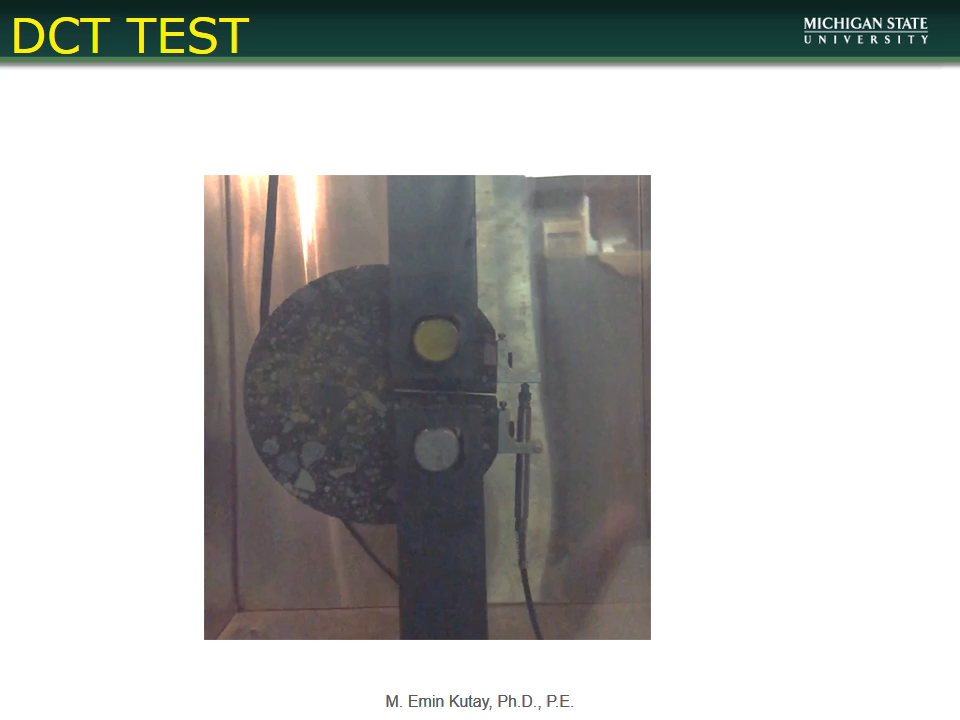 DCT TEST
MICHIGAN STATE
UNIVERSITY
M. Emin Kutay, Ph.D., P.E.